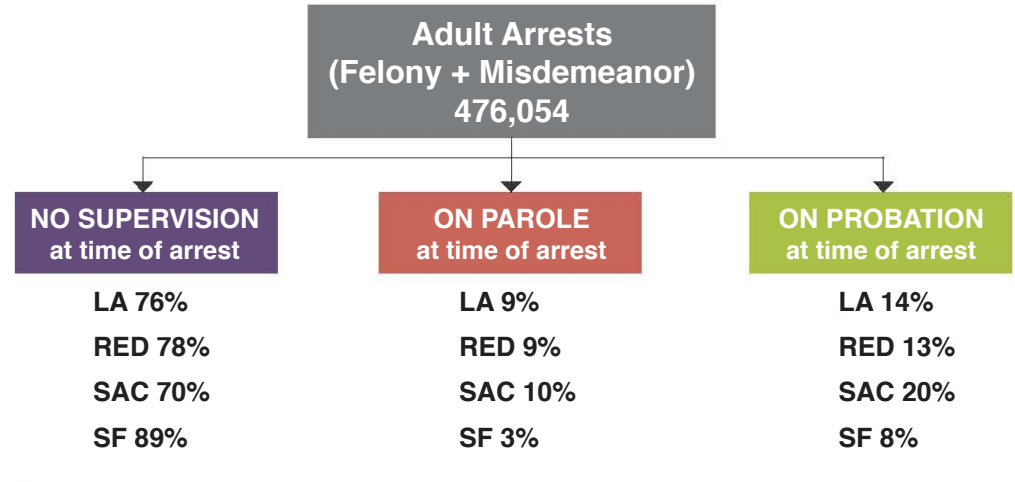 Adult Arrests
(Felony + Misdemeanor)
476,054
NO SUPERVISION
at time of arrest
LA 76%
RED 78%
SAC 70%
SF 89%
ON PAROLE
at time of arrest
LA 9%
RED 9%
SAC 10%
SF 3%
ON PROBATION
at time of arrest
LA 14%
RED 13%
SAC 20%
SF 8%